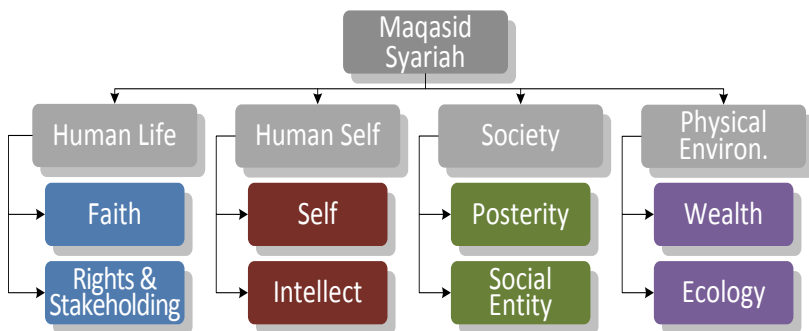 Maqasid
Syariah
Human Life
Human Self
Society
Physical
Environ.
Faith
Self
Posterity
Wealth
Rights &
Stakeholding
Intellect
Social
Entity
Ecology